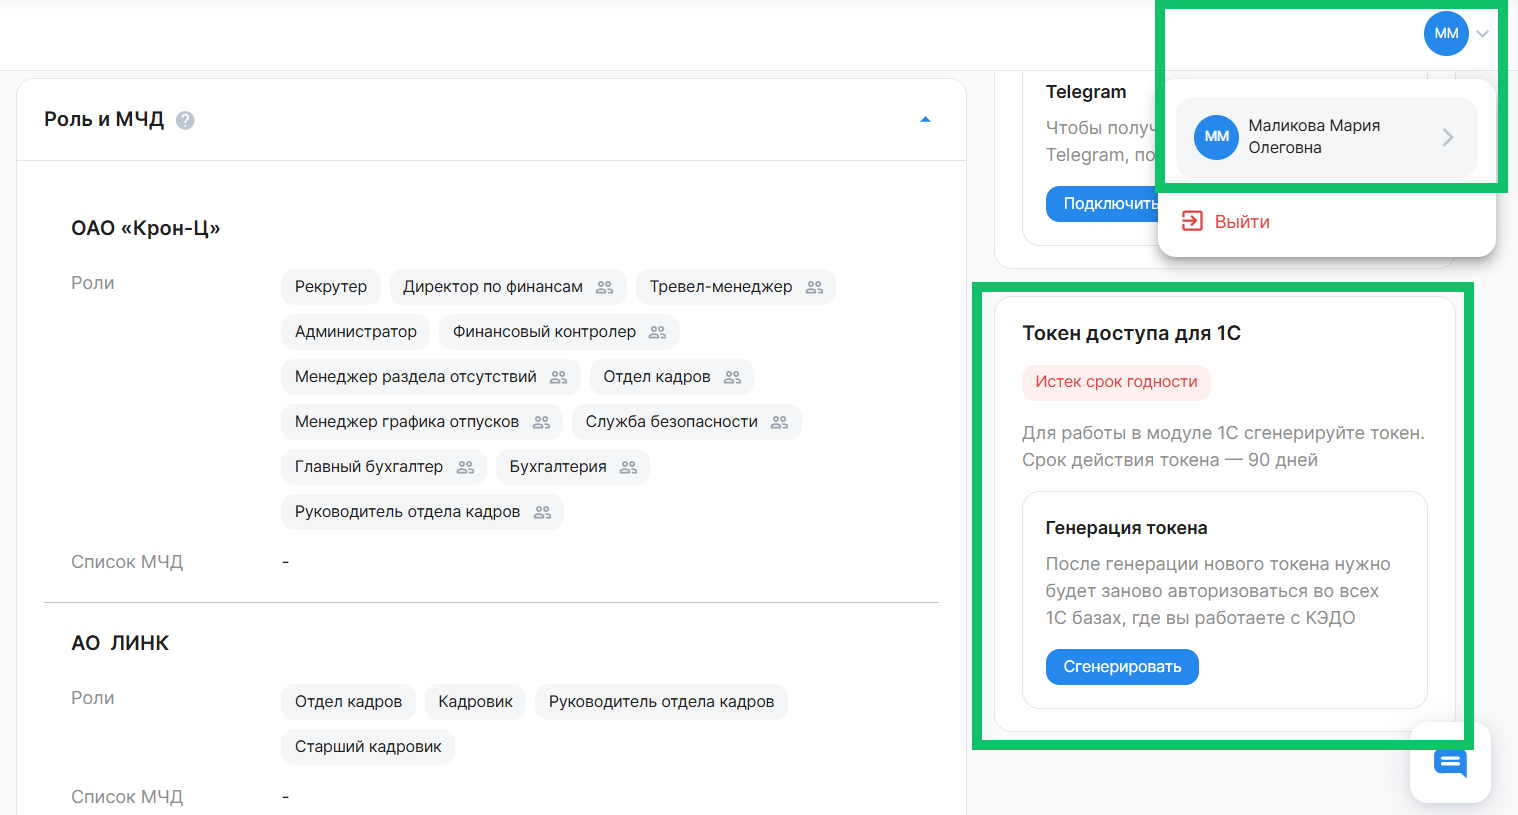 ММ
Роль и МЧД
?
ОАО «Крон-Ц»
Роли
Рекрутер
Директор по финансам
Тревел-менеджер
Администратор
Финансовый контролер
Менеджер раздела отсутствий
Отдел кадров
Менеджер графика отпусков
Служба безопасности
Главный бухгалтер
Бухгалтерия
Руководитель отдела кадров
Список МЧД
-
АО ЛИНК
Роли
Отдел кадров
Кадровик
Руководитель отдела кадров
Старший кадровик
Список МЧД
-
Telegram
Чтобы
Telegram,
Подключить
ММ
Маликова Мария
Олеговна
Выйти
Токен доступа для 1С
Истек срок годности
Для работы в модуле 1С сгенерируйте токен.
Срок действия токена — 90 дней
Генерация токена
После генерации нового токена нужно
будет заново авторизоваться во всех
1С базах, где вы работаете с КЭДО
Сгенерировать